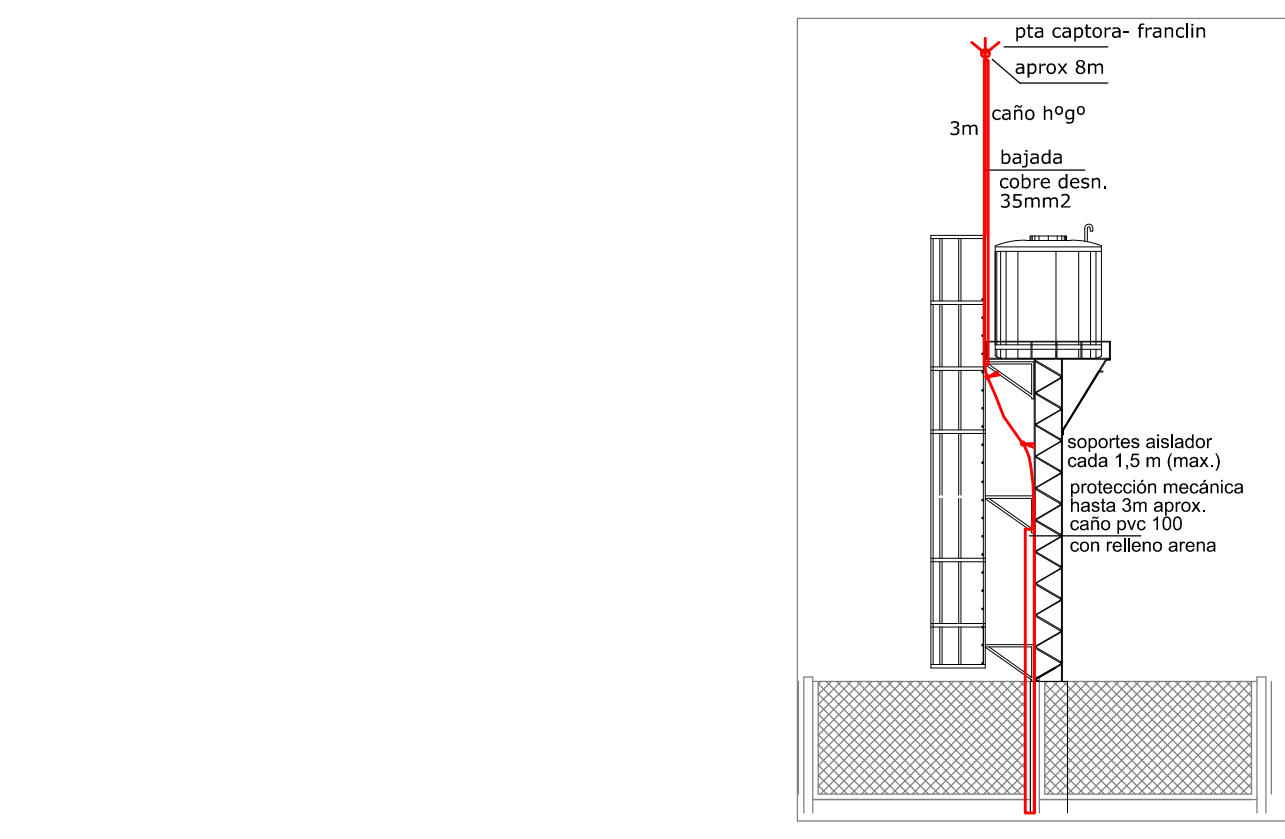 pta captora- franclin
aprox 8m
caño hºgº
3m
bajada
cobre desn.
35mm2
soportes aislador
cada 1,5 m (max.)
protección mecánica
hasta 3m aprox.
caño pvc 100
con relleno arena